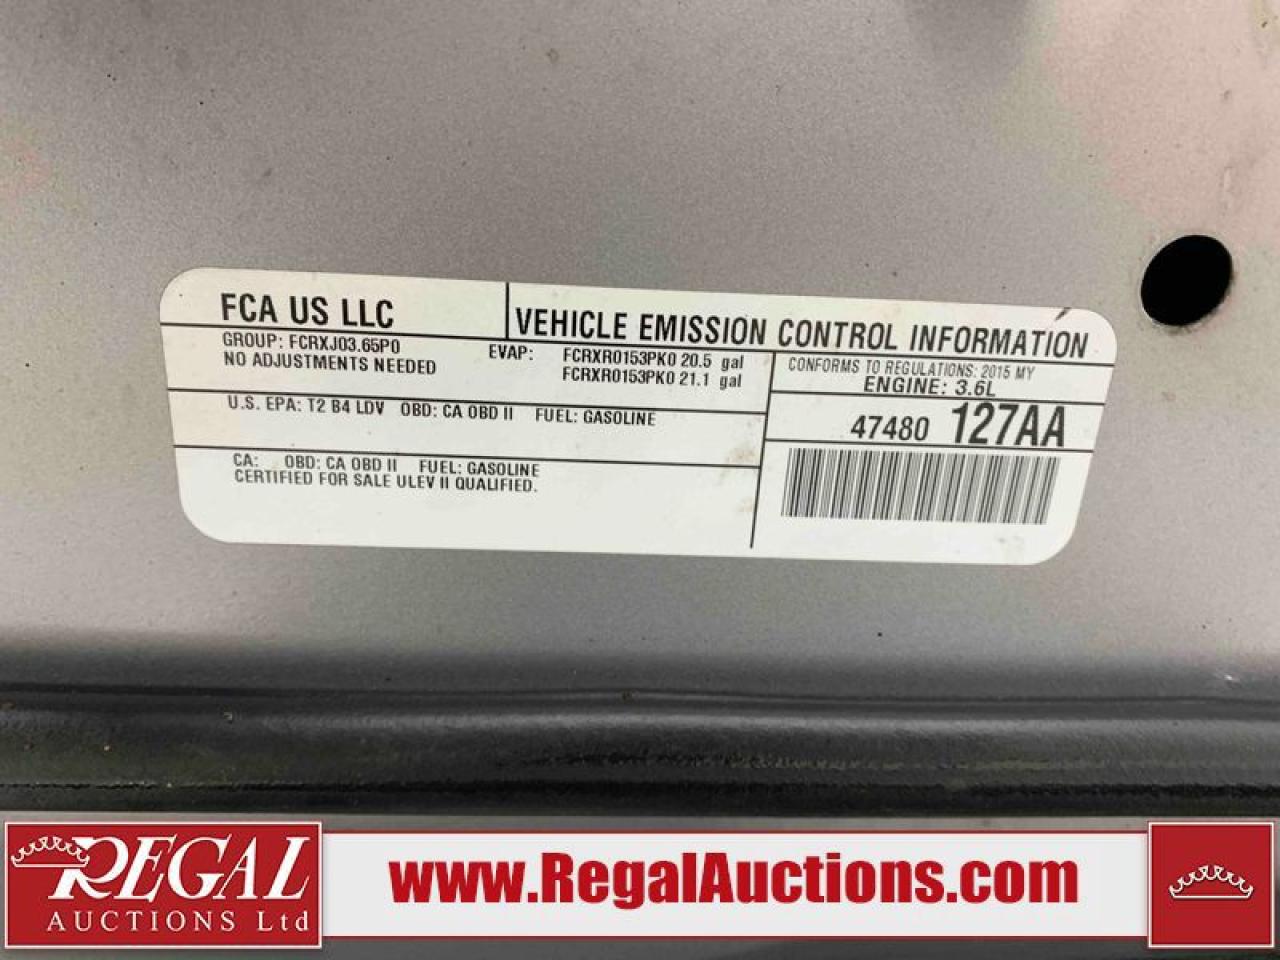 FCA US LLC
VEHICLE EMISSION CONTROL INFORMATION
GROUP: FCRXJ03.65P0
NO ADJUSTMENTS NEEDED
EVAP: FCRXR0153PK0 20.5 gal
FCRXR0153PK0 21.1 gal
CONFORMS TO REGULATIONS: 2015 MY
ENGINE: 3.6L
U.S. EPA: T2 B4 LDV OBD: CA OBD II FUEL: GASOLINE
47480 127AA
CA: OBD: CA OBD II FUEL: GASOLINE
CERTIFIED FOR SALE ULEV II QUALIFIED.
REGAL
AUCTIONS Ltd
www.RegalAuctions.com